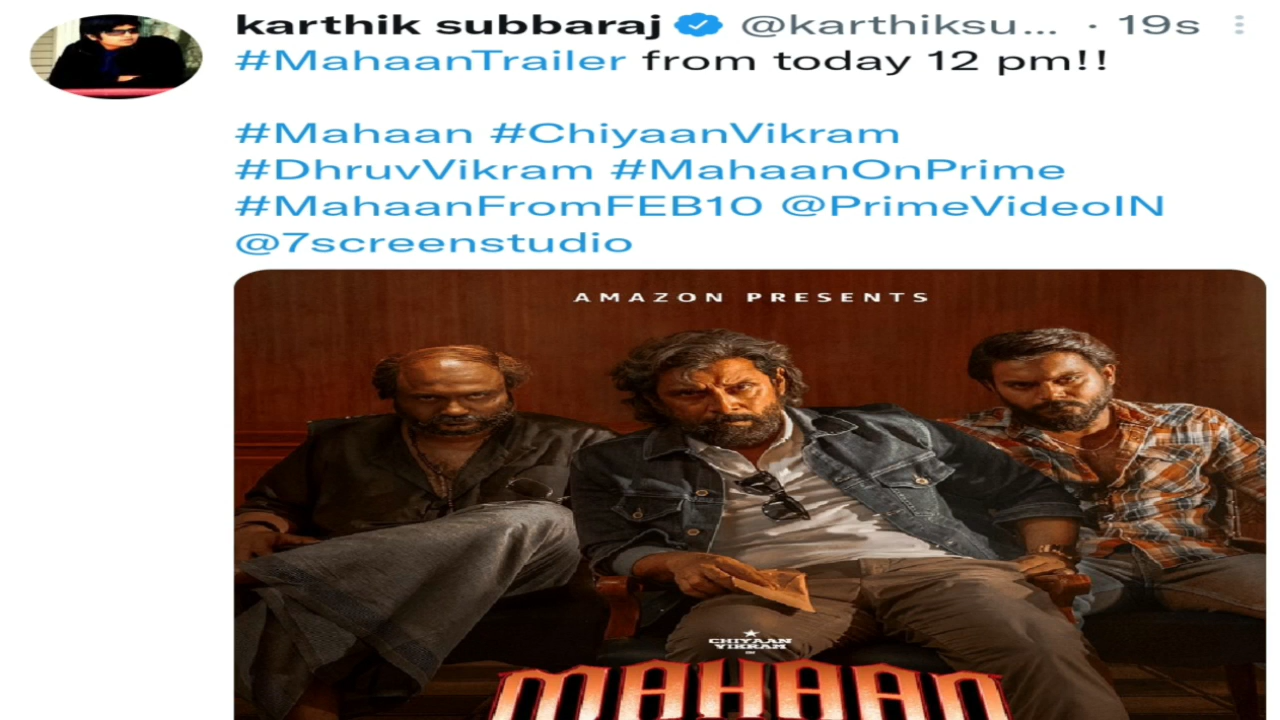 karthik subbaraj @karthiksu... · 19s
#MahaanTrailer from today 12 pm!!
#Mahaan #ChiyaanVikram
#DhruvVikram #MahaanOnPrime
#MahaanFromFEB10 @PrimeVideoIN
@7screenstudio
AMAZON PRESENTS
CHIYAAN
VIKRAM
IN
MAHAAN